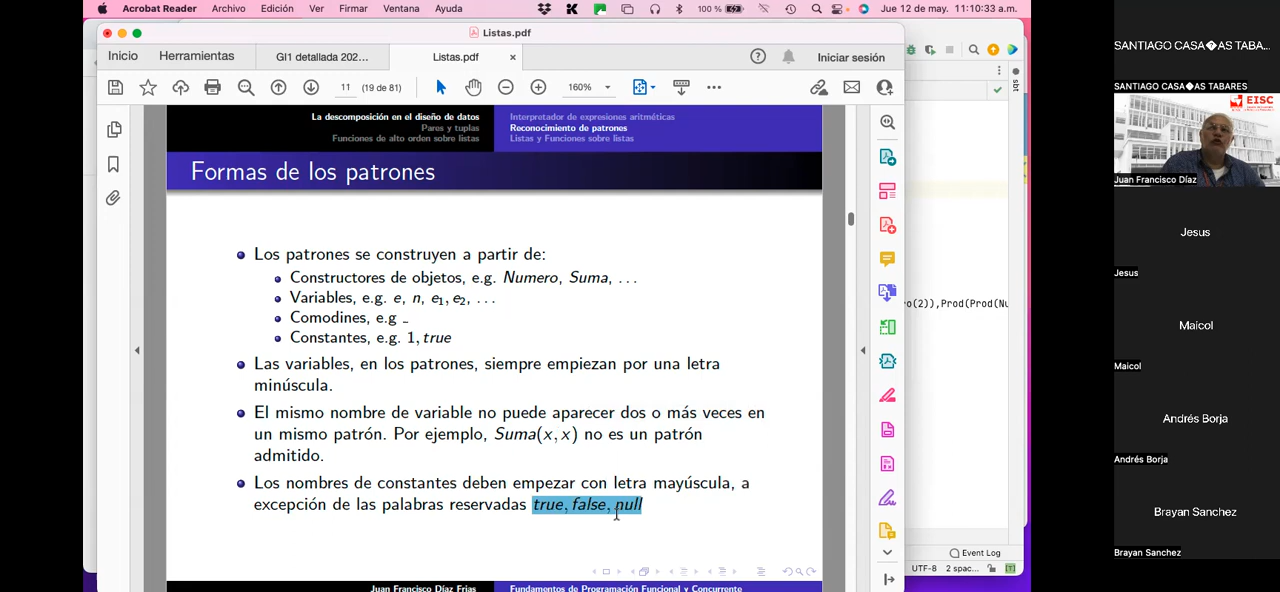 Acrobat Reader Archivo Edición Ver Firmar Ventana Ayuda 100 % Jue 12 de may. 11:10:33 a.m.
Listas.pdf
Inicio Herramientas GI1 detallada 202... Listas.pdf × Iniciar sesión
11 (19 de 81) 160%
La descomposición en el diseño de datos
Pares y tuplas
Funciones de alto orden sobre listas
Interpretador de expresiones aritméticas
Reconocimiento de patrones
Listas y Funciones sobre listas
Formas de los patrones
Los patrones se construyen a partir de:
Constructores de objetos, e.g. Numero, Suma, ...
Variables, e.g. e, n, e₁, e₂, ...
Comodines, e.g _
Constantes, e.g. 1, true
Las variables, en los patrones, siempre empiezan por una letra
minúscula.
El mismo nombre de variable no puede aparecer dos o más veces en
un mismo patrón. Por ejemplo, Suma(x, x) no es un patrón
admitido.
Los nombres de constantes deben empezar con letra mayúscula, a
excepción de las palabras reservadas true, false, null
Juan Francisco Díaz Frias Fundamentos de Programación Funcional y Concurrente
sbt
ro(2)),Prod(Prod(Nu
Event Log
UTF-8 2 spac...
SANTIAGO CASA�AS TABA...
SANTIAGO CASA�AS TABARES
EISC
Juan Francisco Díaz
Jesus
Jesus
Maicol
Maicol
Andrés Borja
Andrés Borja
Brayan Sanchez
Brayan Sanchez